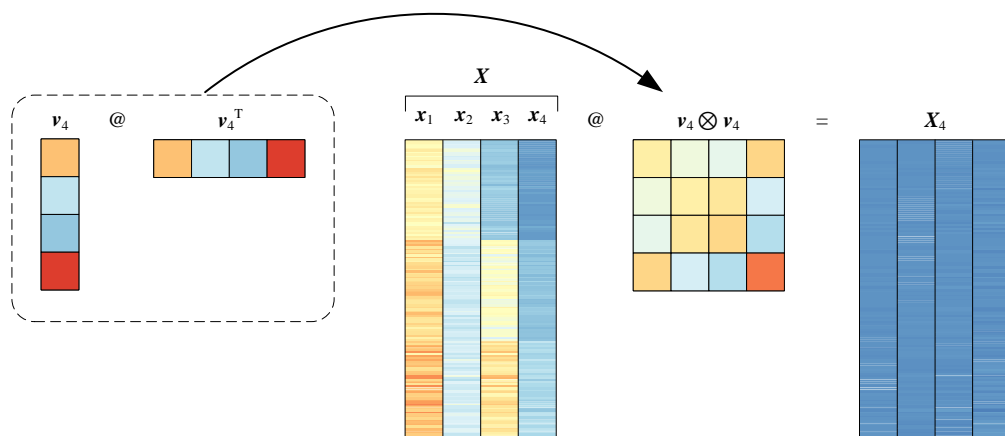 X
v₄ @ v₄ᵀ x₁ x₂ x₃ x₄ @ v₄ ⊗ v₄ = X₄